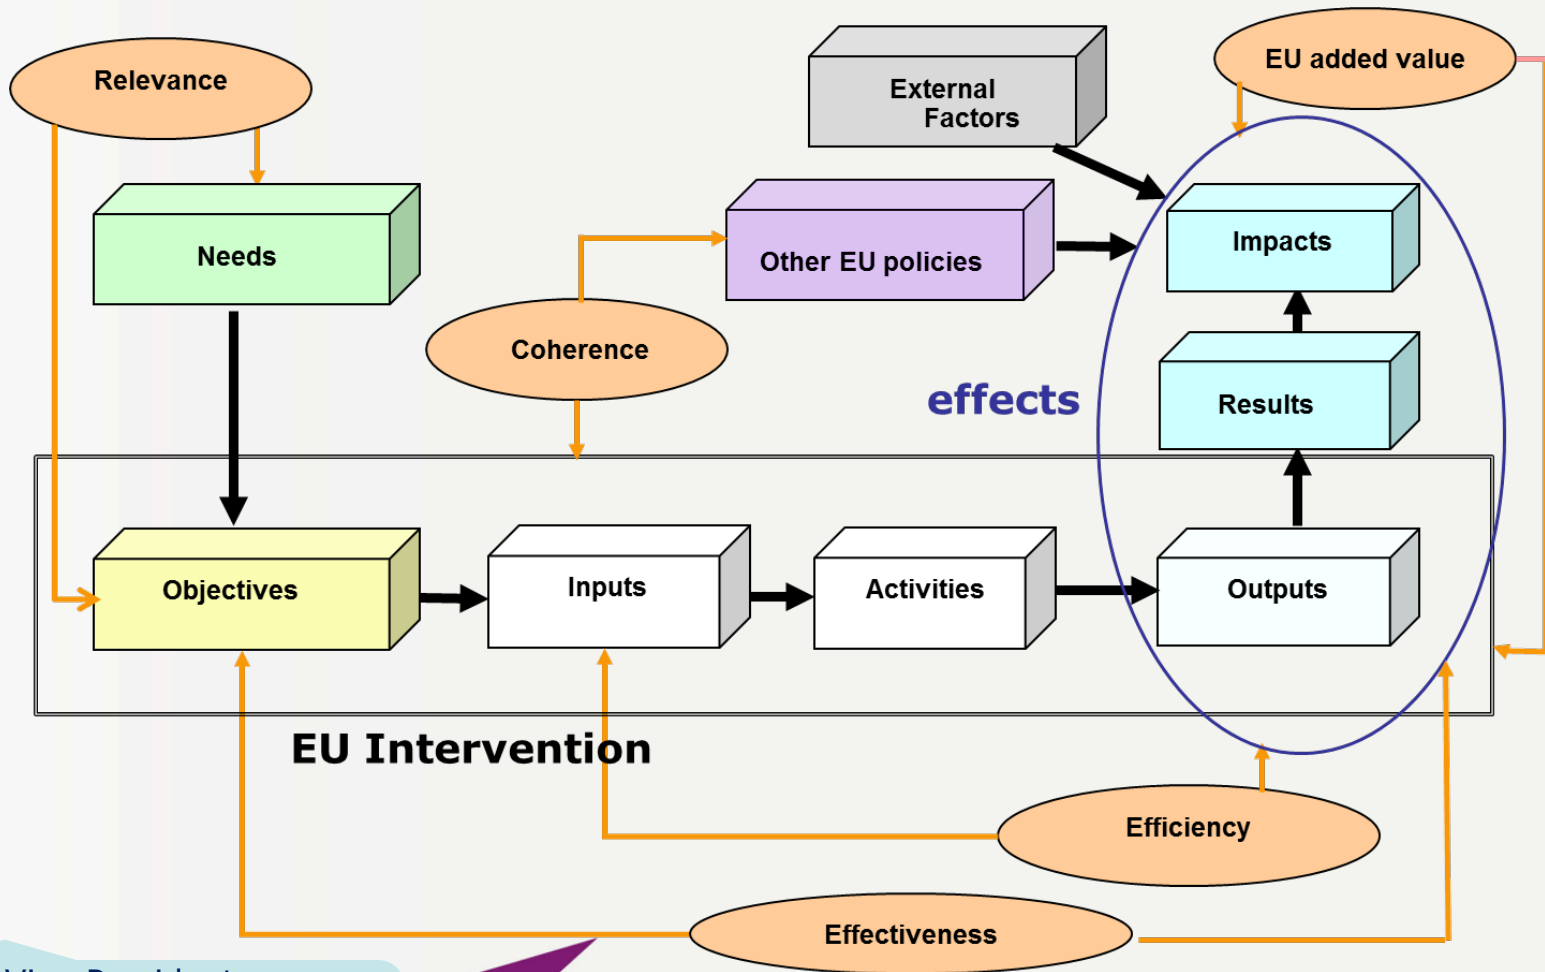 Relevance
External
Factors
EU added value
Needs
Other EU policies
Impacts
Coherence
effects
Results
Objectives
Inputs
Activities
Outputs
EU Intervention
Efficiency
Effectiveness